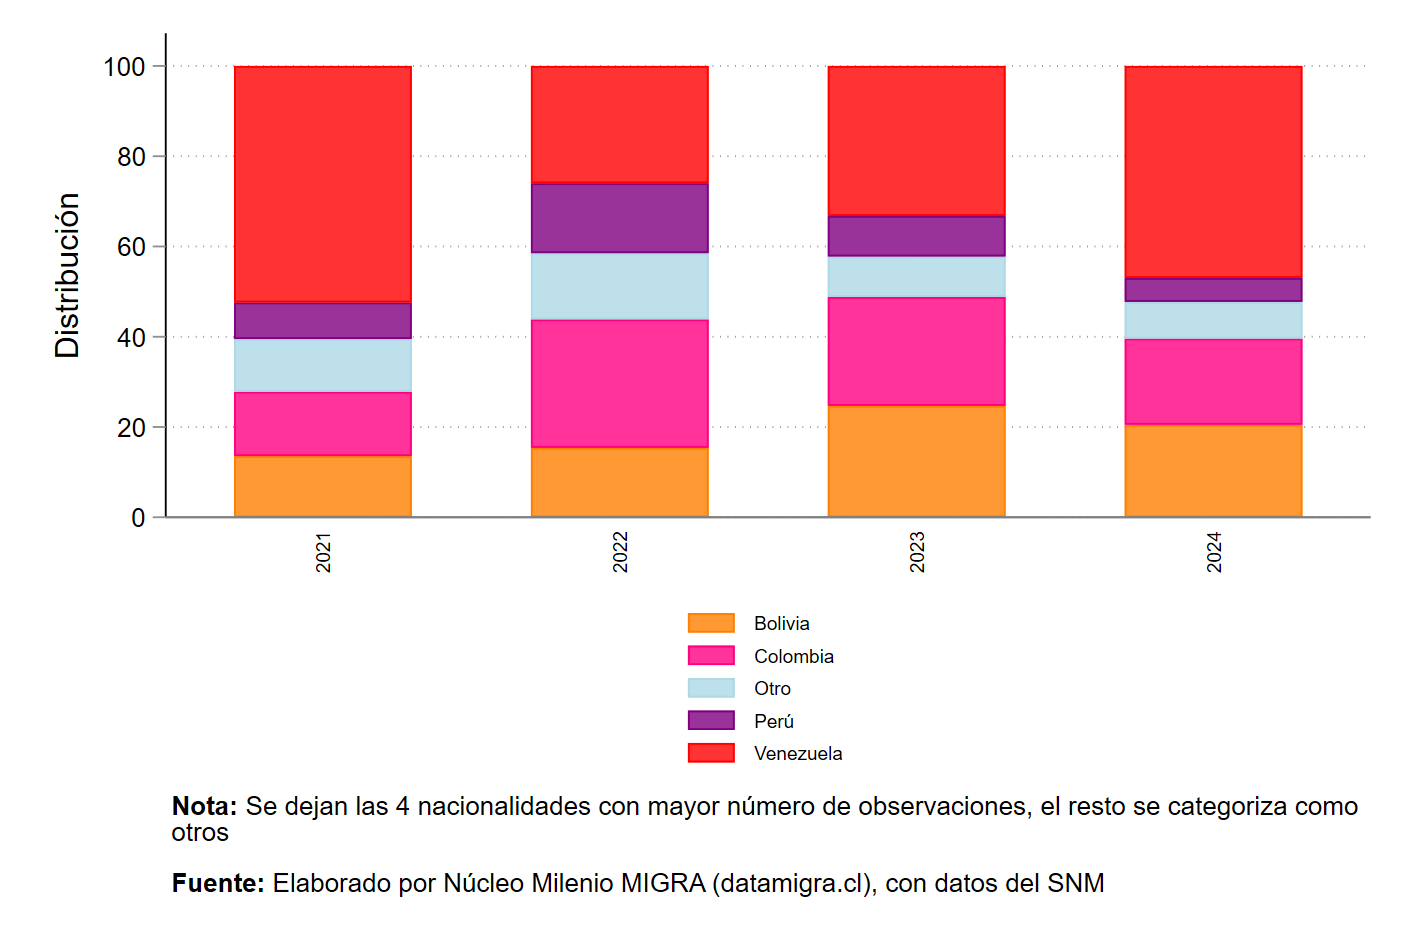 100
80
60
40
20
0
Distribución
2021
2022
2023
2024
Bolivia
Colombia
Otro
Perú
Venezuela
Nota: Se dejan las 4 nacionalidades con mayor número de observaciones, el resto se categoriza como
otros
Fuente: Elaborado por Núcleo Milenio MIGRA (datamigra.cl), con datos del SNM